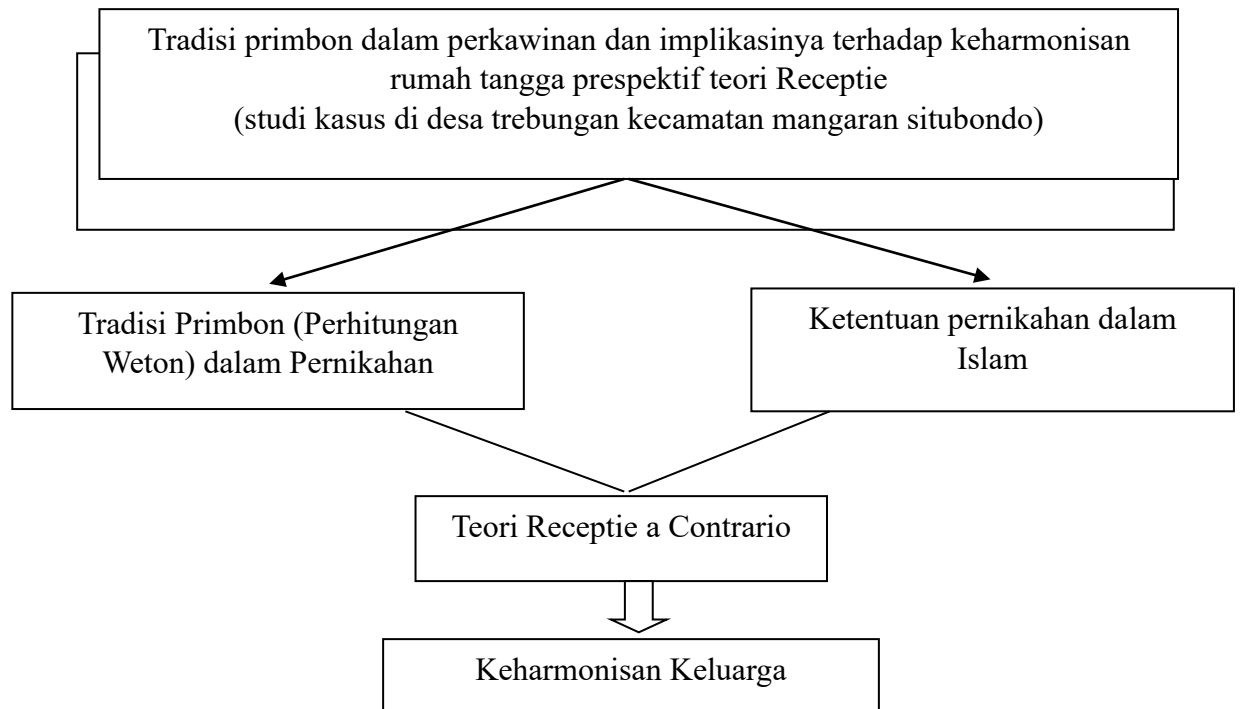 Tradisi primbon dalam perkawinan dan implikasinya terhadap keharmonisan
rumah tangga prespektif teori Receptie
(studi kasus di desa trebungan kecamatan mangaran situbondo)
Tradisi Primbon (Perhitungan
Weton) dalam Pernikahan
Ketentuan pernikahan dalam
Islam
Teori Receptie a Contrario
Keharmonisan Keluarga